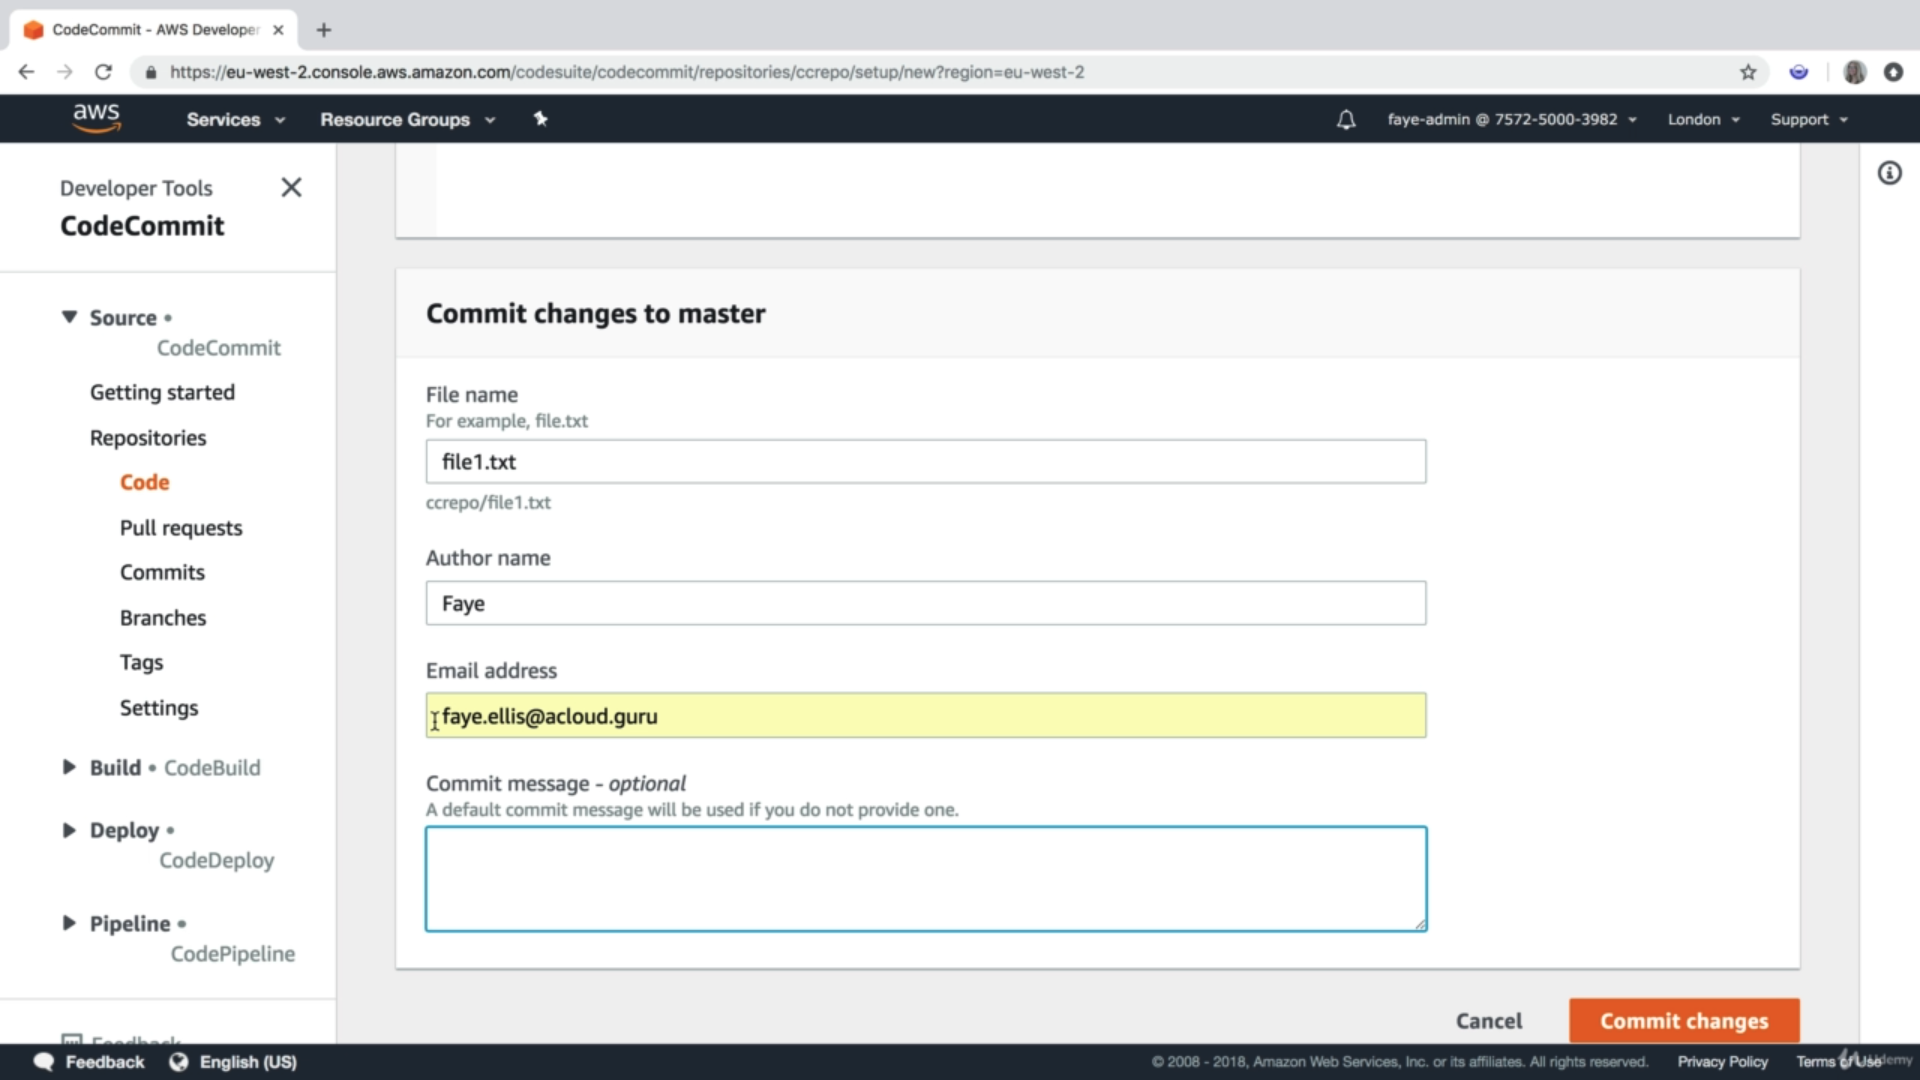 CodeCommit - AWS Developer
https://eu-west-2.console.aws.amazon.com/codesuite/codecommit/repositories/ccrepo/setup/new?region=eu-west-2
aws
Services
Resource Groups
faye-admin @ 7572-5000-3982
London
Support
Developer Tools
CodeCommit
Source •
CodeCommit
Getting started
Repositories
Code
Pull requests
Commits
Branches
Tags
Settings
Build • CodeBuild
Deploy •
CodeDeploy
Pipeline •
CodePipeline
Feedback
Commit changes to master
File name
For example, file.txt
file1.txt
ccrepo/file1.txt
Author name
Faye
Email address
faye.ellis@acloud.guru
Commit message - optional
A default commit message will be used if you do not provide one.
Cancel
Commit changes
Feedback
English (US)
© 2008 - 2018, Amazon Web Services, Inc. or its affiliates. All rights reserved.
Privacy Policy
Terms of Use